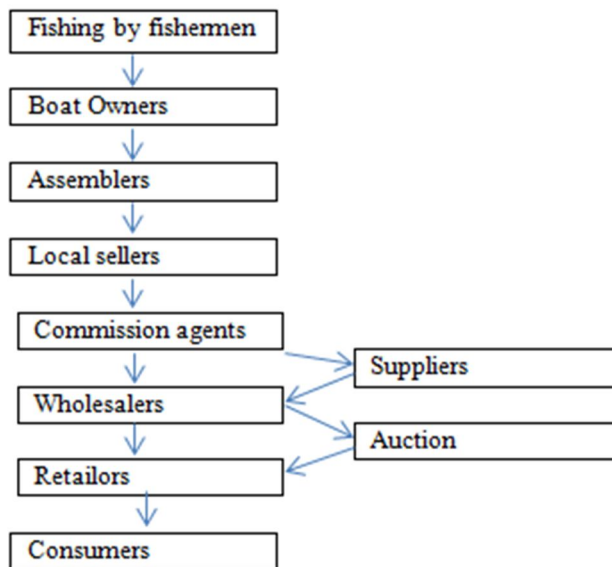 Fishing by fishermen
Boat Owners
Assemblers
Local sellers
Commission agents
Suppliers
Wholesalers
Auction
Retailors
Consumers